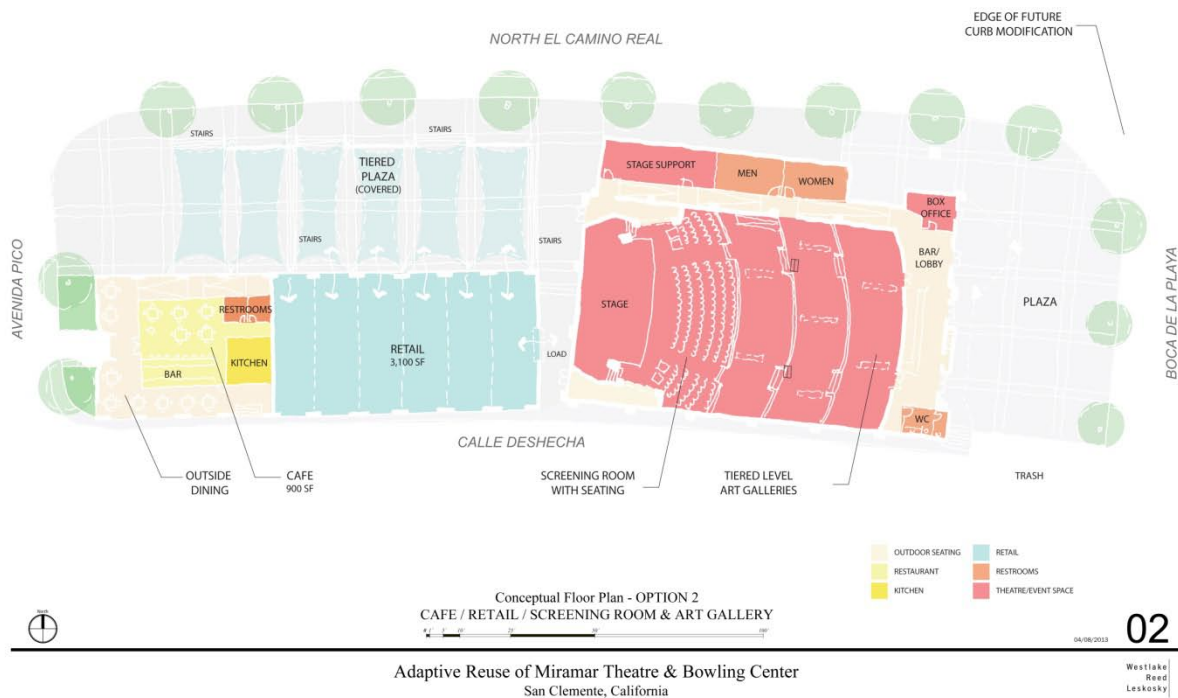 EDGE OF FUTURE
CURB MODIFICATION
NORTH EL CAMINO REAL
STAIRS
STAIRS
TIERED
PLAZA
(COVERED)
STAGE SUPPORT
MEN
WOMEN
BOX
OFFICE
STAIRS
STAIRS
BAR/
LOBBY
AVENIDA PICO
RESTROOMS
STAGE
PLAZA
BOCA DE LA PLAYA
RETAIL
3,100 SF
LOAD
KITCHEN
BAR
WC
CALLE DESHECHA
OUTSIDE
DINING
CAFE
900 SF
SCREENING ROOM
WITH SEATING
TIERED LEVEL
ART GALLERIES
TRASH
OUTDOOR SEATING
RETAIL
RESTAURANT
RESTROOMS
KITCHEN
THEATRE/EVENT SPACE
Conceptual Floor Plan - OPTION 2
CAFE / RETAIL / SCREENING ROOM & ART GALLERY
North
04/08/2013
02
Adaptive Reuse of Miramar Theatre & Bowling Center
San Clemente, California
Westlake
Reed
Leskosky